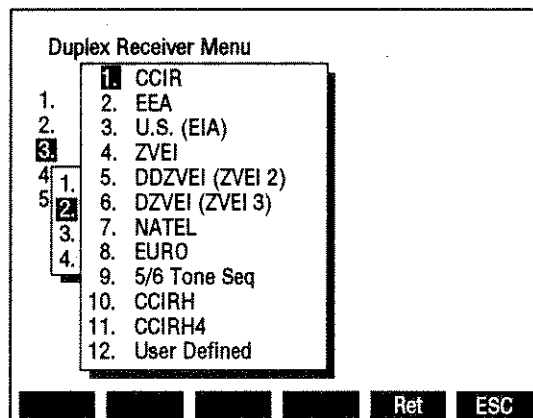 Duplex Receiver Menu
1.
2.
3.
4
5
1.
2.
3.
4.
1. CCIR
2. EEA
3. U.S. (EIA)
4. ZVEI
5. DDZVEI (ZVEI 2)
6. DZVEI (ZVEI 3)
7. NATEL
8. EURO
9. 5/6 Tone Seq
10. CCIRH
11. CCIRH4
12. User Defined
Ret ESC